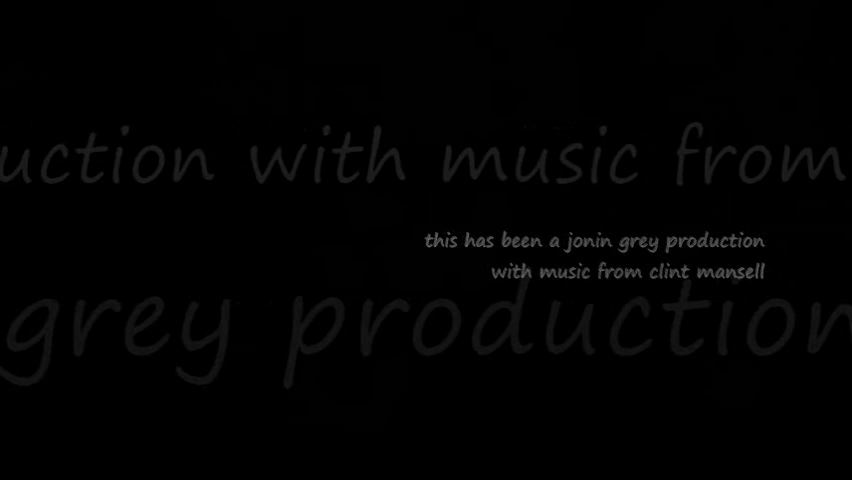 uction with music from
this has been a jonin grey production
with music from clint mansell
grey production